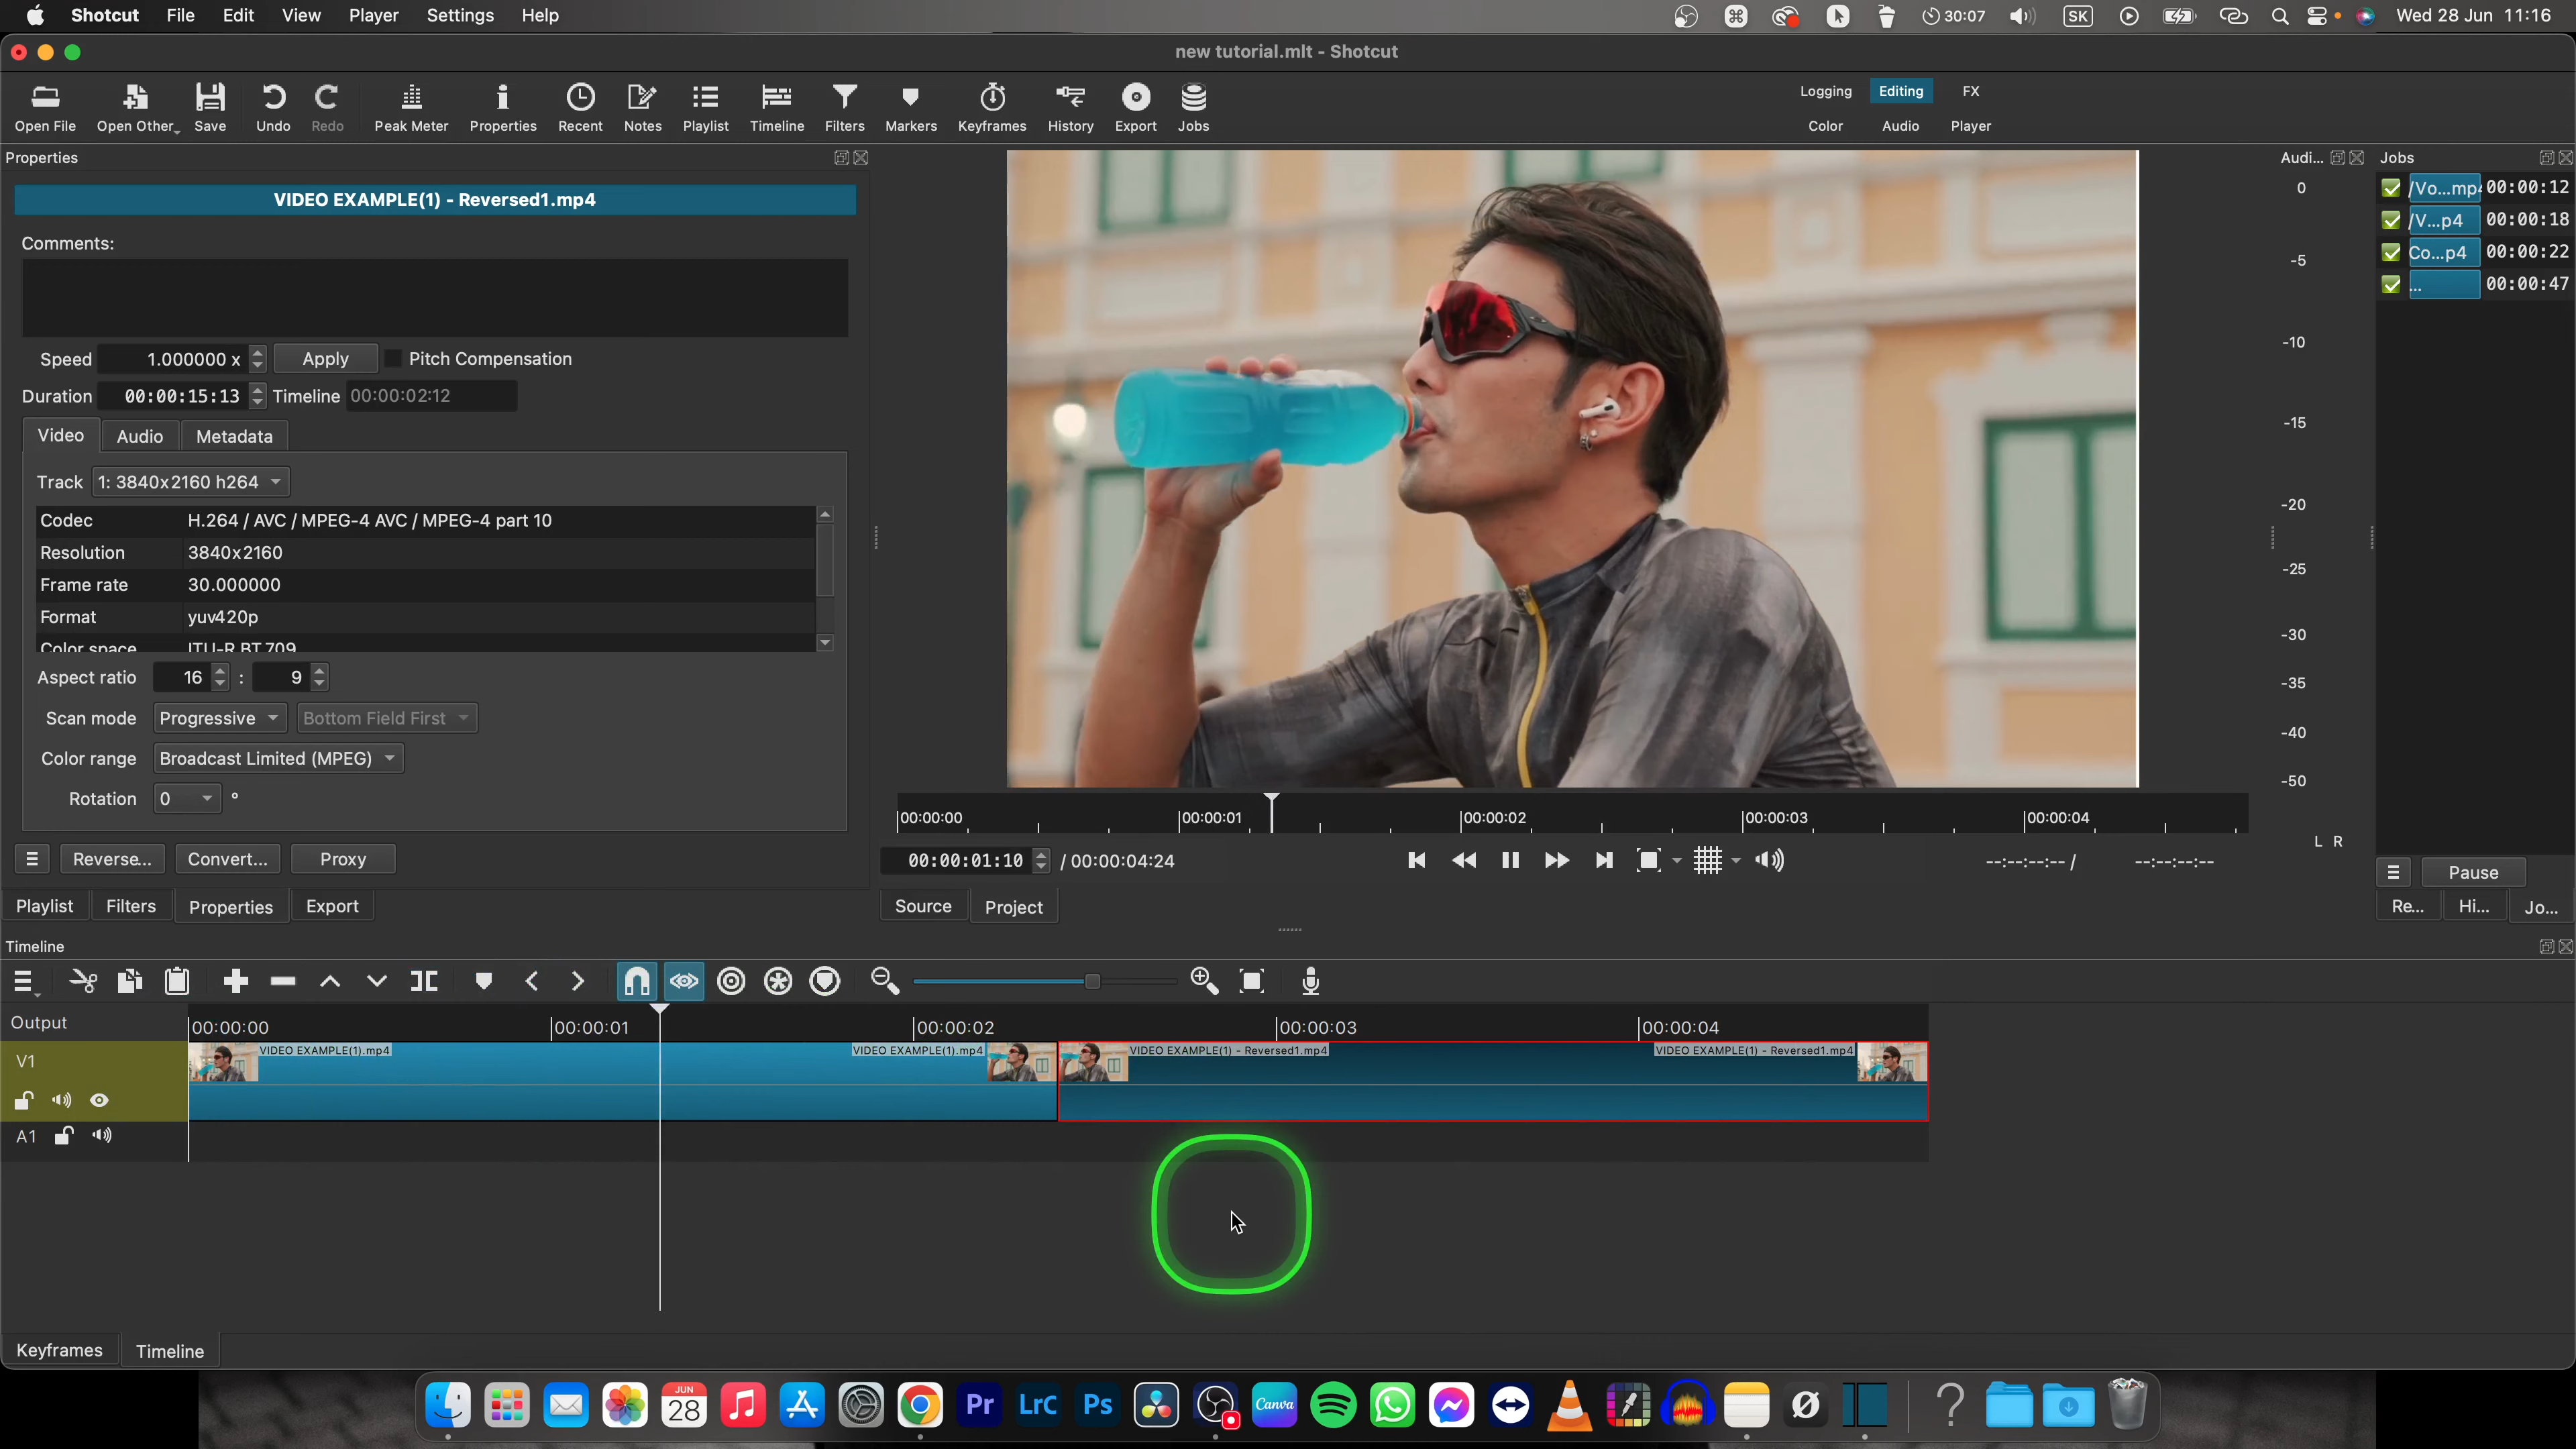 Shotcut File Edit View Player Settings Help 30:07 SK Wed 28 Jun 11:16
new tutorial.mlt - Shotcut
Open File Open Other Save Undo Redo Peak Meter Properties Recent Notes Playlist Timeline Filters Markers Keyframes History Export Jobs
Logging Editing FX
Color Audio Player
Properties
VIDEO EXAMPLE(1) - Reversed1.mp4
Comments:
Speed 1.000000 x Apply Pitch Compensation
Duration 00:00:15:13 Timeline 00:00:02:12
Video Audio Metadata
Track 1: 3840x2160 h264
Codec H.264 / AVC / MPEG-4 AVC / MPEG-4 part 10
Resolution 3840x2160
Frame rate 30.000000
Format yuv420p
Color space ITU-R BT.709
Aspect ratio 16 : 9
Scan mode Progressive Bottom Field First
Color range Broadcast Limited (MPEG)
Rotation 0 °
Reverse... Convert... Proxy
Playlist Filters Properties Export
00:00:00 00:00:01 00:00:02 00:00:03 00:00:04
00:00:01:10 / 00:00:04:24 --:--:--:-- / --:--:--:--
Source Project
Audi...
0
-5
-10
-15
-20
-25
-30
-35
-40
-50
L R
Jobs
/Vo...mp4 00:00:12
/V...p4 00:00:18
Co...p4 00:00:22
... 00:00:47
Pause
Re... Hi... Jo...
Timeline
Output 00:00:00 00:00:01 00:00:02 00:00:03 00:00:04
V1 VIDEO EXAMPLE(1).mp4 VIDEO EXAMPLE(1).mp4 VIDEO EXAMPLE(1) - Reversed1.mp4 VIDEO EXAMPLE(1) - Reversed1.mp4
A1
Keyframes Timeline
JUN
28
Pr LrC Ps Canva